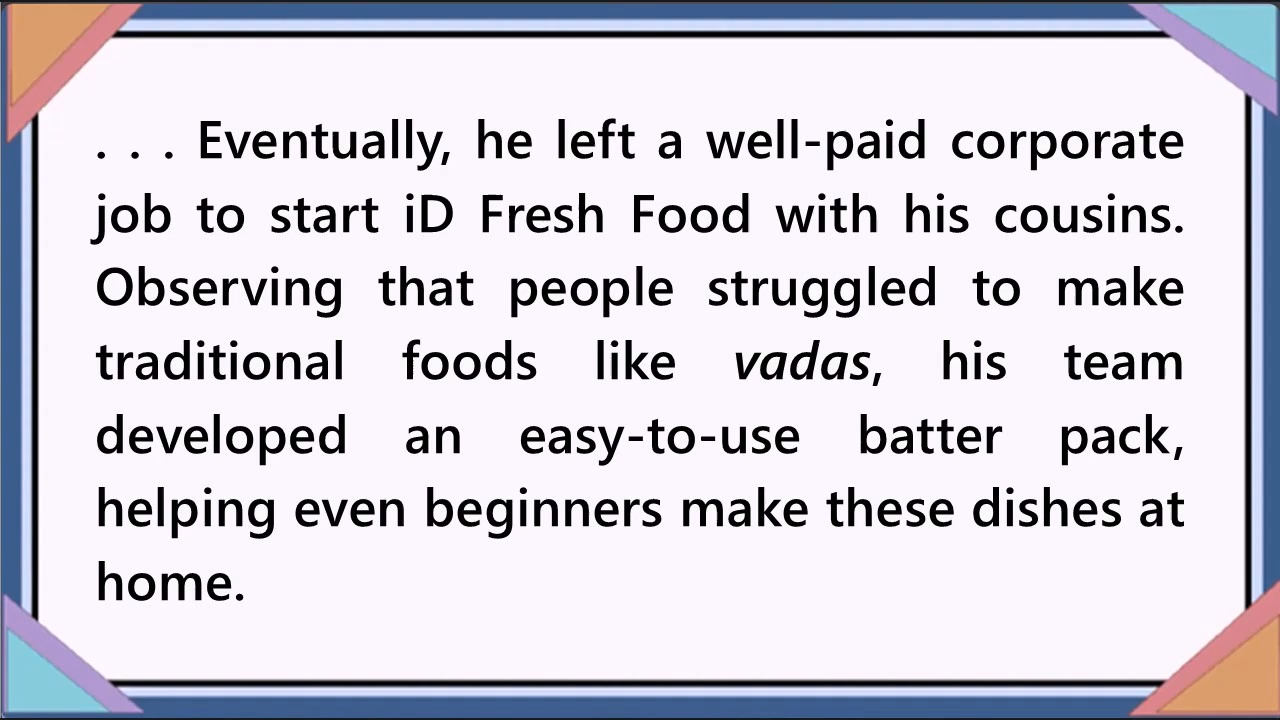 . . . Eventually, he left a well-paid corporate
job to start iD Fresh Food with his cousins.
Observing that people struggled to make
traditional foods like vadas, his team
developed an easy-to-use batter pack,
helping even beginners make these dishes at
home.